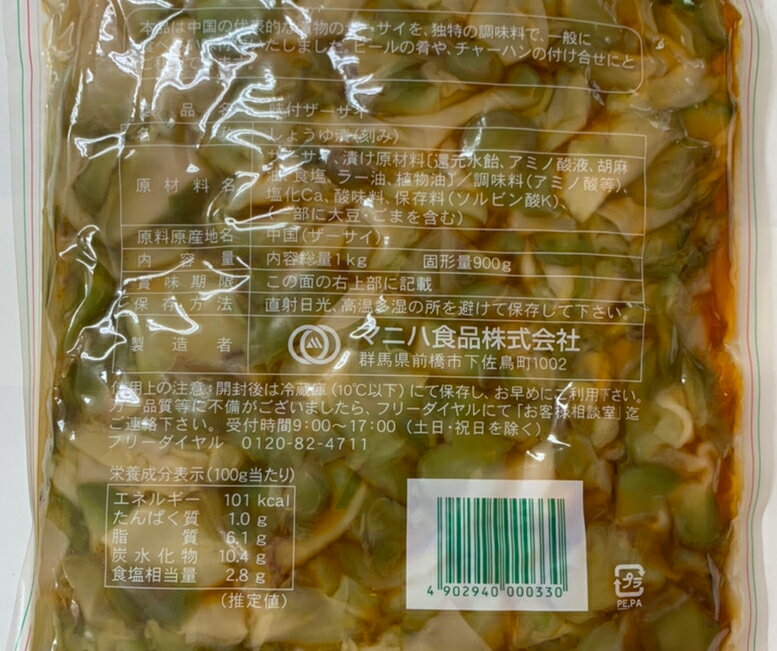 本品は中国の代表的な漬物のザーサイを、独特の調味料で、一般に
いたしました。ビールの肴や、チャーハンの付け合せにと
製品名 味付ザーサイ
名 しょうゆ漬(刻み)
原材料名 ザーサイ、漬け原材料〔還元水飴、アミノ酸液、胡麻
油、食塩、ラー油、植物油〕／調味料(アミノ酸等)、
塩化Ca、酸味料、保存料(ソルビン酸K)、
(一部に大豆・ごまを含む)
原料原産地名 中国(ザーサイ)
内容量 内容総量1kg 固形量900g
賞味期限 この面の右上部に記載
保存方法 直射日光、高温多湿の所を避けて保存して下さい。
製造者 マニハ食品株式会社
群馬県前橋市下佐鳥町1002
使用上の注意:開封後は冷蔵庫(10℃以下)にて保存し、お早めにご利用下さい。
万一品質等に不備がございましたら、フリーダイヤルにて「お客様相談室」迄
ご連絡下さい。受付時間9:00〜17:00(土日・祝日を除く)
フリーダイヤル 0120-82-4711
栄養成分表示(100g当たり)
エネルギー 101 kcal
たんぱく質 1.0 g
脂質 6.1 g
炭水化物 10.4 g
食塩相当量 2.8 g
(推定値)
4 902940 000330
プラ
PE,PA